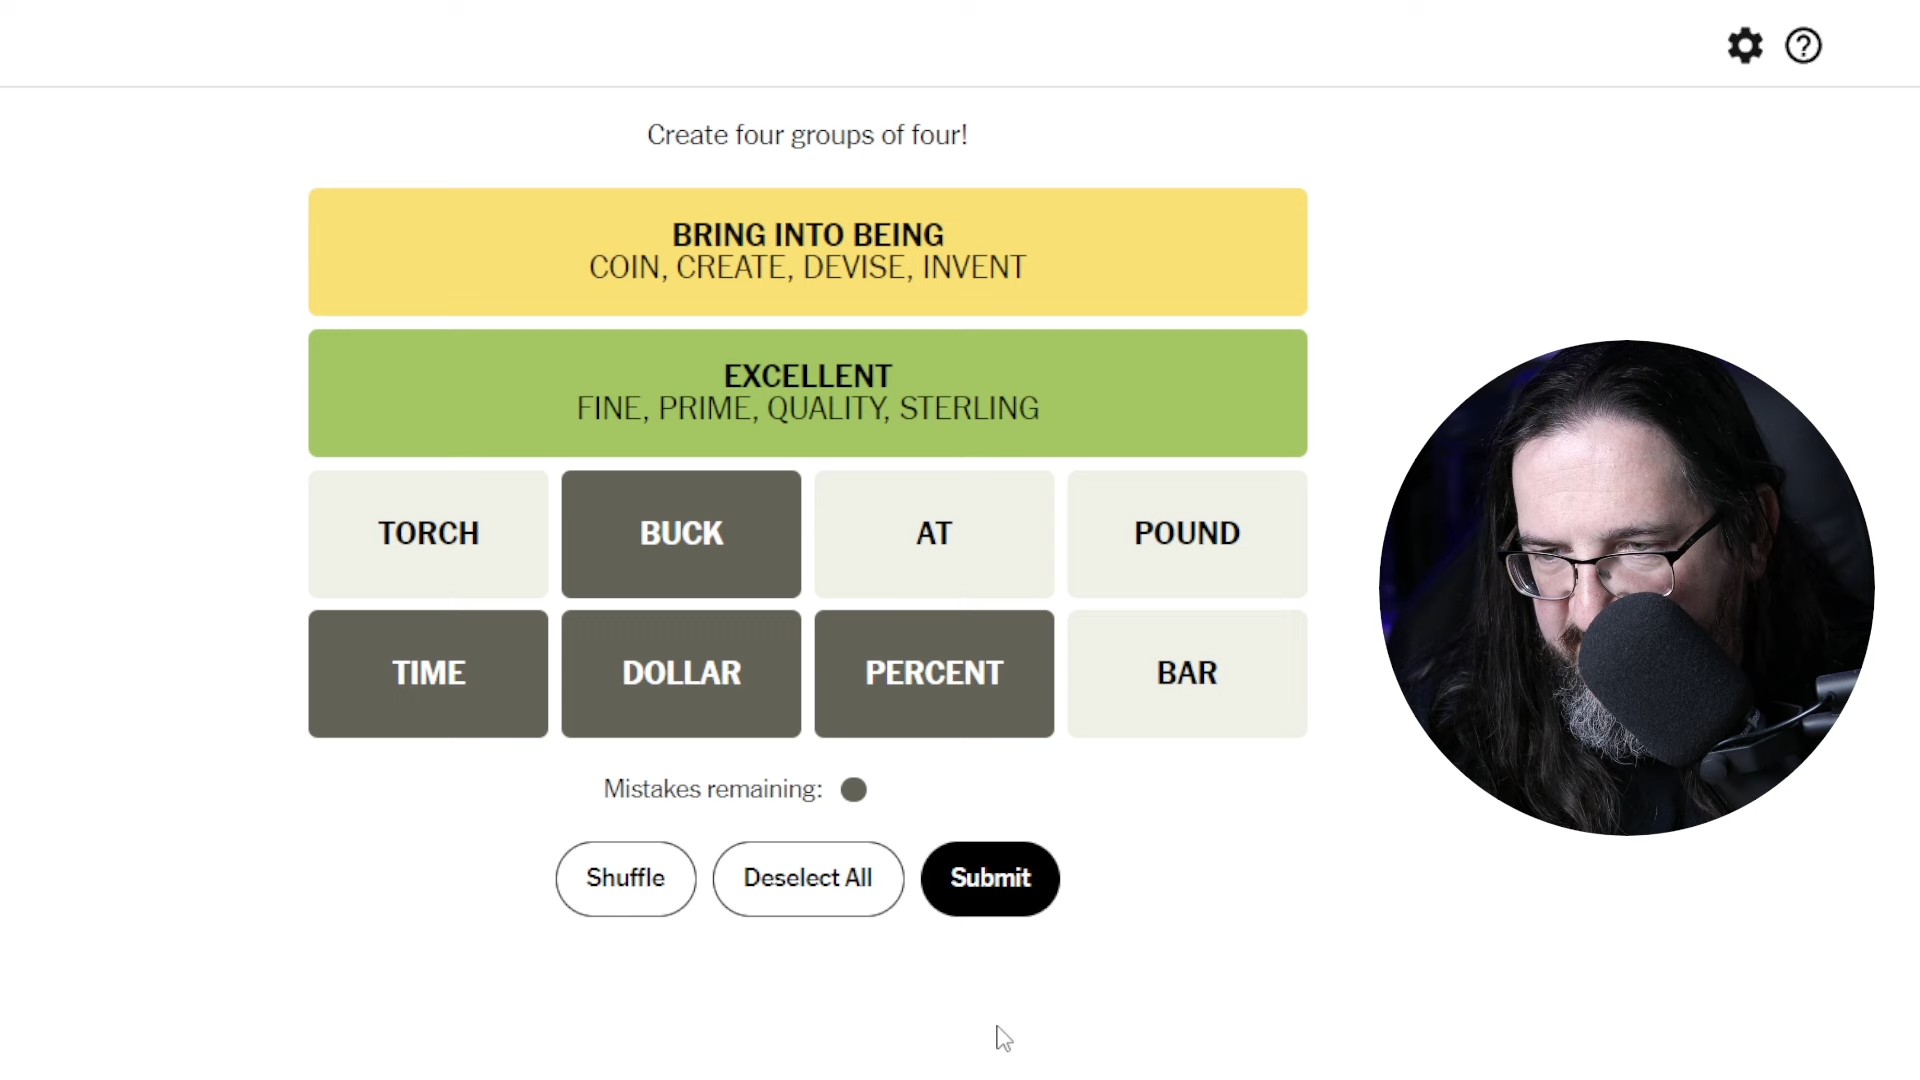 Create four groups of four!
BRING INTO BEING
COIN, CREATE, DEVISE, INVENT
EXCELLENT
FINE, PRIME, QUALITY, STERLING
TORCH BUCK AT POUND
TIME DOLLAR PERCENT BAR
Mistakes remaining:
Shuffle Deselect All Submit